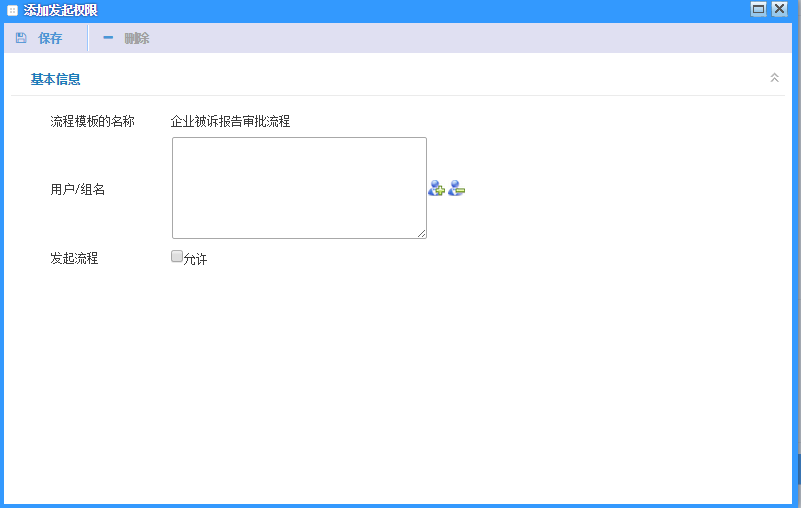 添加发起权限
保存 删除
基本信息
流程模板的名称 企业被诉报告审批流程
用户/组名
发起流程 允许